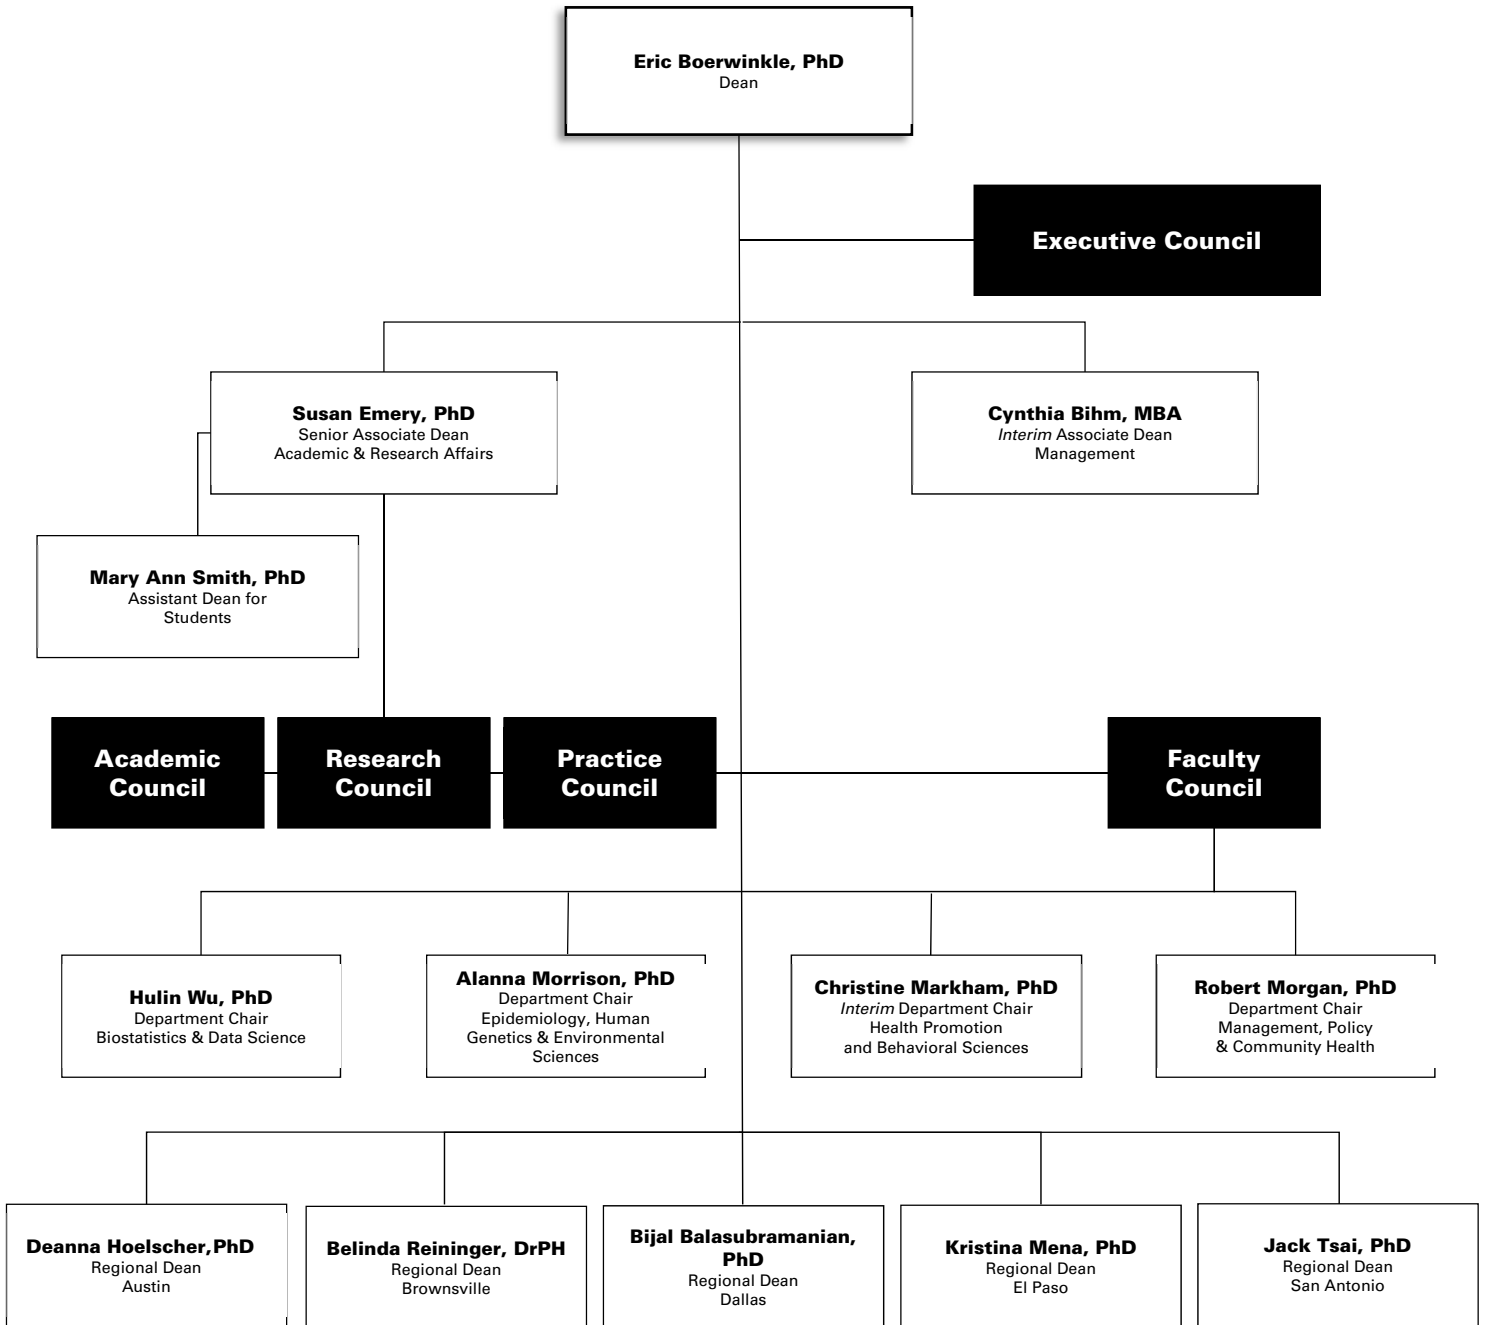 Eric Boerwinkle, PhD
Dean
Executive Council
Susan Emery, PhD
Senior Associate Dean
Academic & Research Affairs
Cynthia Bihm, MBA
Interim Associate Dean
Management
Mary Ann Smith, PhD
Assistant Dean for
Students
Academic
Council
Research
Council
Practice
Council
Faculty
Council
Hulin Wu, PhD
Department Chair
Biostatistics & Data Science
Alanna Morrison, PhD
Department Chair
Epidemiology, Human
Genetics & Environmental
Sciences
Christine Markham, PhD
Interim Department Chair
Health Promotion
and Behavioral Sciences
Robert Morgan, PhD
Department Chair
Management, Policy
& Community Health
Deanna Hoelscher,PhD
Regional Dean
Austin
Belinda Reininger, DrPH
Regional Dean
Brownsville
Bijal Balasubramanian,
PhD
Regional Dean
Dallas
Kristina Mena, PhD
Regional Dean
El Paso
Jack Tsai, PhD
Regional Dean
San Antonio